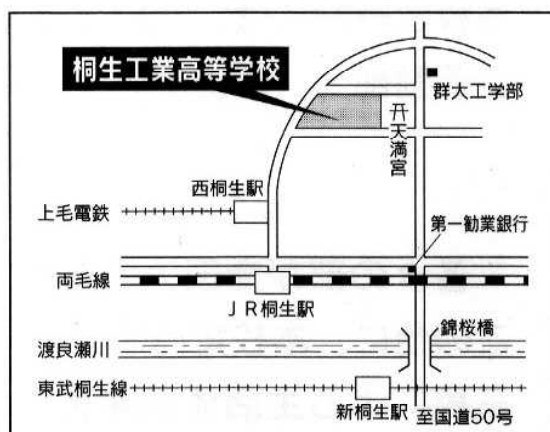 桐生工業高等学校
群大工学部
天満宮
西桐生駅
上毛電鉄
第一勧業銀行
両毛線
JR桐生駅
錦桜橋
渡良瀬川
東武桐生線
新桐生駅
至国道50号